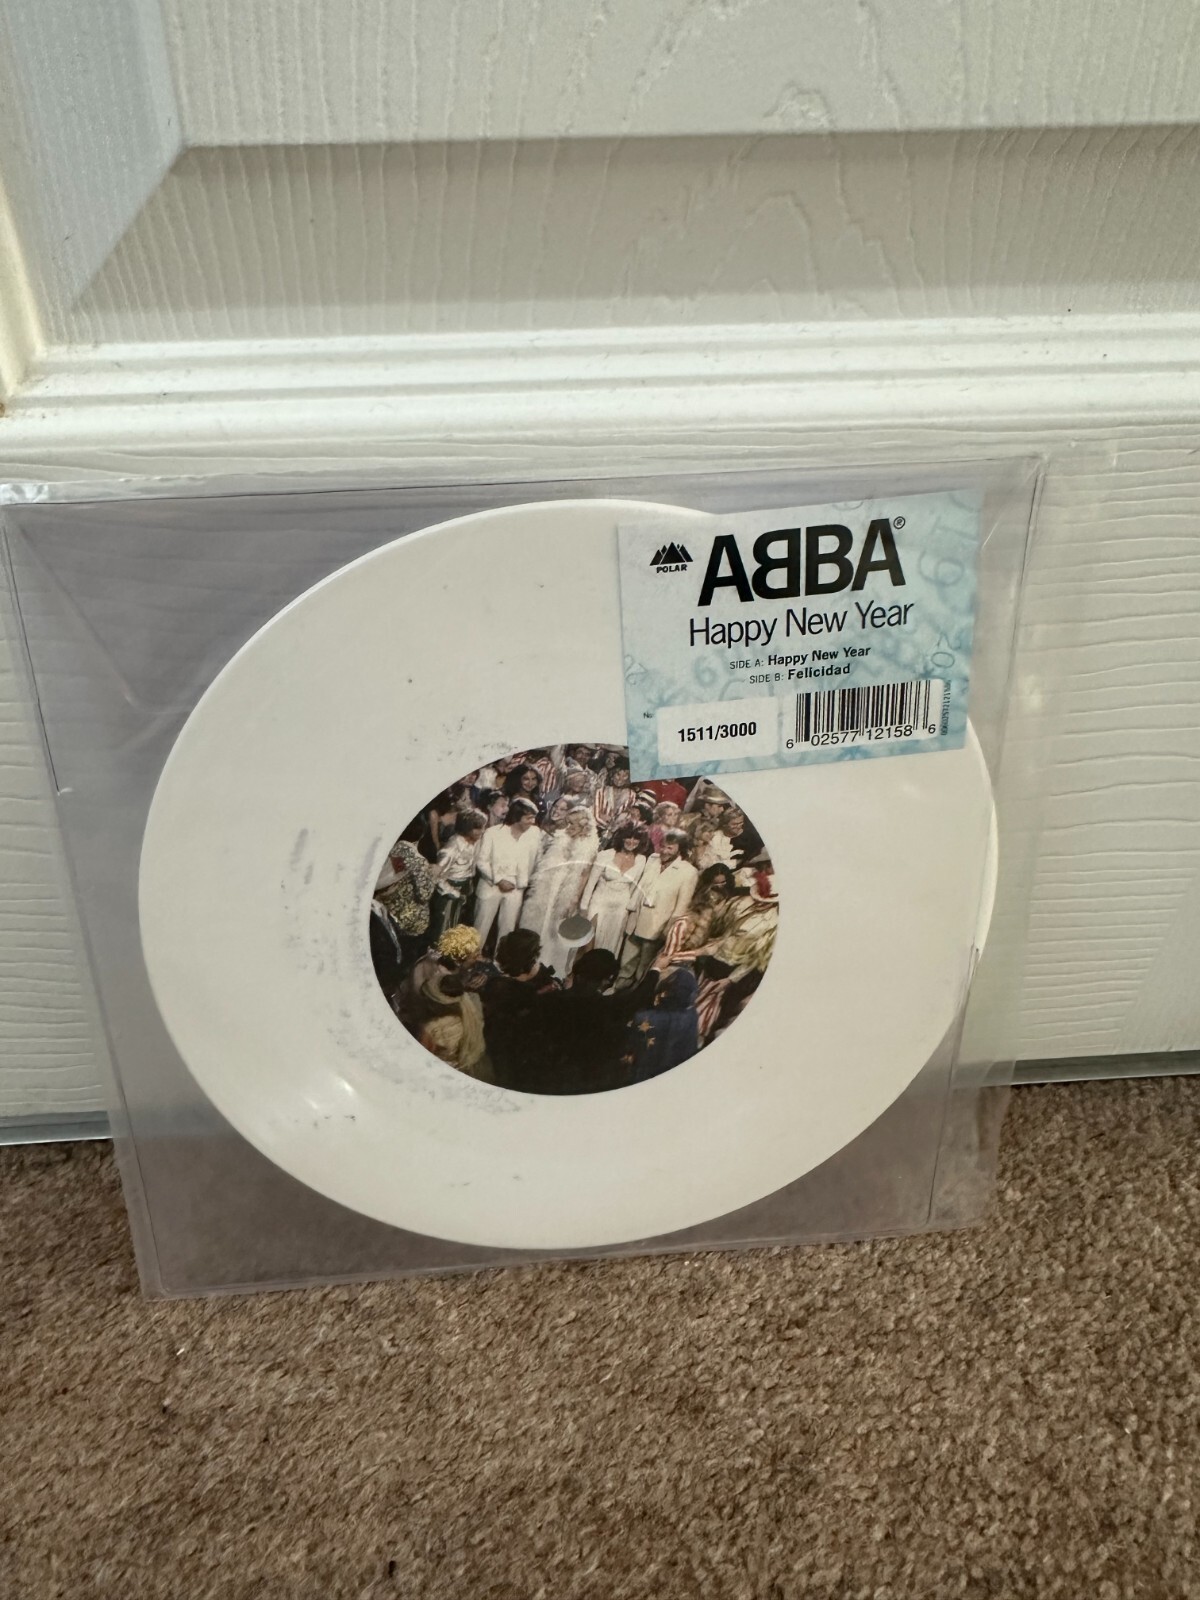 POLAR
ABBA®
Happy New Year
SIDE A: Happy New Year
SIDE B: Felicidad
No:
1511/3000
6 02577 12158 6